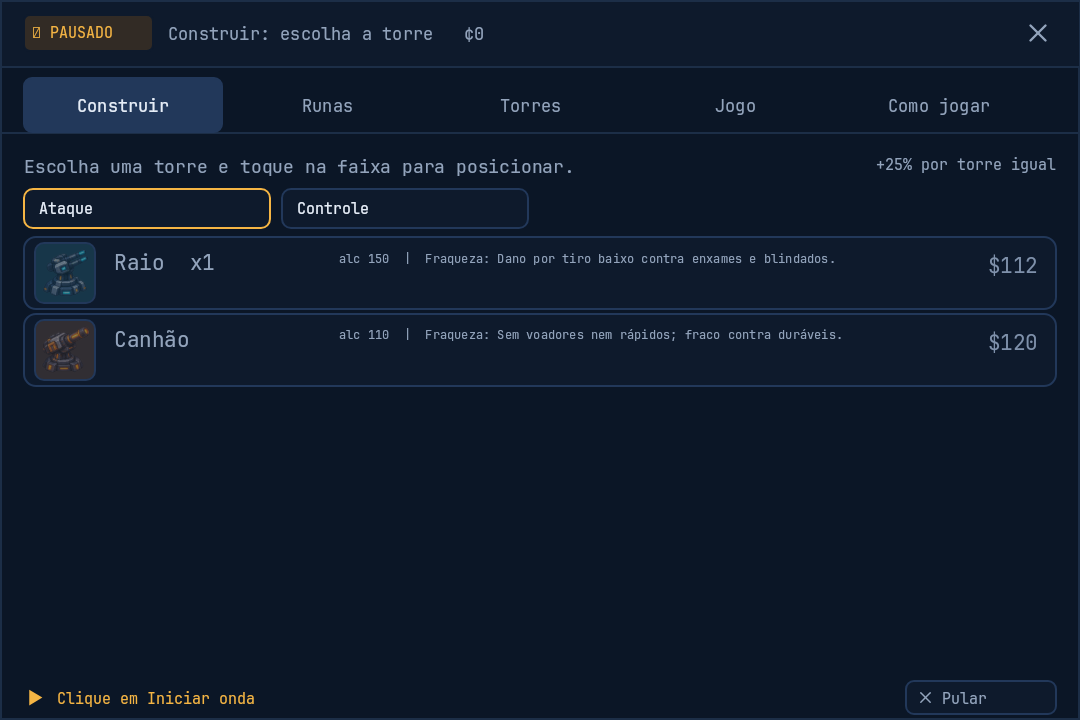 PAUSADO Construir: escolha a torre ₵0
Construir Runas Torres Jogo Como jogar
Escolha uma torre e toque na faixa para posicionar. +25% por torre igual
Ataque Controle
Raio x1 alc 150 | Fraqueza: Dano por tiro baixo contra enxames e blindados. $112
Canhão alc 110 | Fraqueza: Sem voadores nem rápidos; fraco contra duráveis. $120
▶ Clique em Iniciar onda ✕ Pular